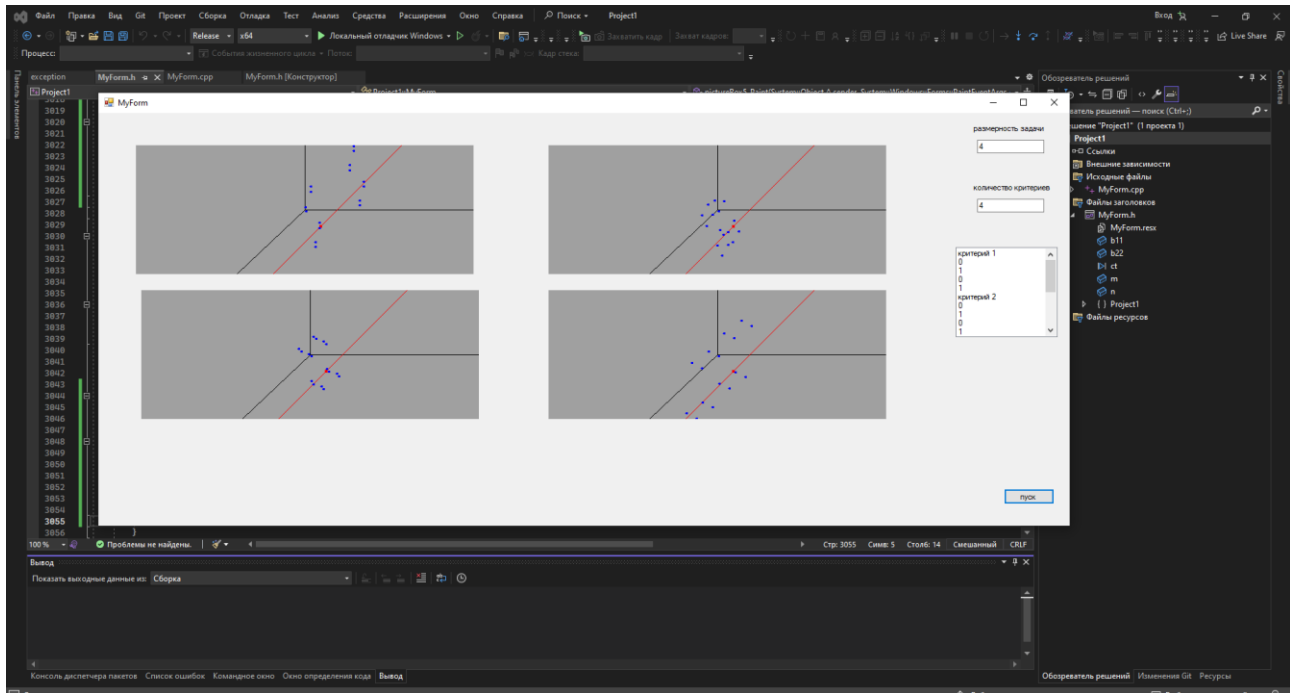 Файл Правка Вид Git Проект Сборка Отладка Тест Анализ Средства Расширения Окно Справка Поиск Project1 Вход
Release x64 Локальный отладчик Windows Захватить кадр Захват кадров: Live Share
Процесс: События жизненного цикла Поток: Кадр стека:
exception MyForm.h MyForm.cpp MyForm.h [Конструктор] Обозреватель решений
Панель элементов
Свойства
Project1
MyForm
размерность задачи
4
количество критериев
4
критерий 1
0
1
0
1
критерий 2
0
1
0
1
пуск
3019
3020
3021
3022
3023
3024
3025
3026
3027
3028
3029
3030
3031
3032
3033
3034
3035
3036
3037
3038
3039
3040
3041
3042
3043
3044
3045
3046
3047
3048
3049
3050
3051
3052
3053
3054
3055
3056 }
решений — поиск (Ctrl+;)
"Project1" (1 проекта 1)
Project1
Ссылки
Внешние зависимости
Исходные файлы
MyForm.cpp
Файлы заголовков
MyForm.h
MyForm.resx
b11
b22
ct
m
n
{ } Project1
Файлы ресурсов
100 % Проблемы не найдены. Стр: 3055 Симв: 5 Столб: 14 Смешанный CRLF
Вывод
Показать выходные данные из: Сборка
Консоль диспетчера пакетов Список ошибок Командное окно Окно определения кода Вывод
Обозреватель решений Изменения Git Ресурсы